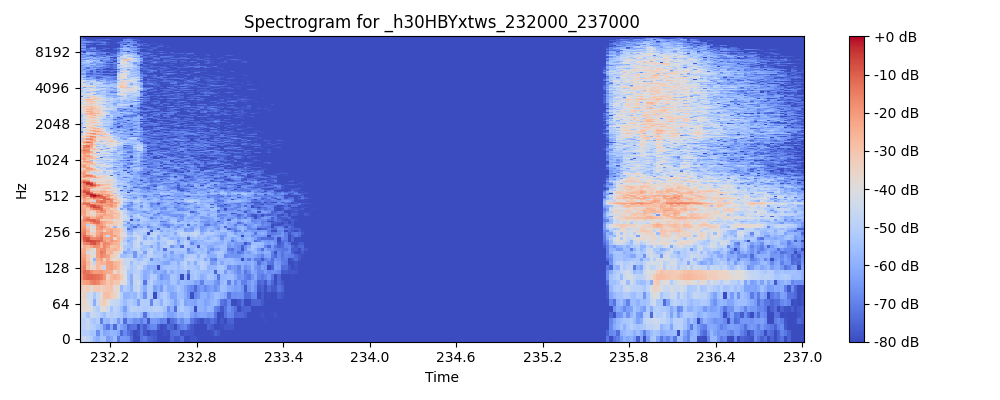 Spectrogram for _h30HBYxtws_232000_237000
Hz
8192
4096
2048
1024
512
256
128
64
0
232.2 232.8 233.4 234.0 234.6 235.2 235.8 236.4 237.0
Time
+0 dB
-10 dB
-20 dB
-30 dB
-40 dB
-50 dB
-60 dB
-70 dB
-80 dB